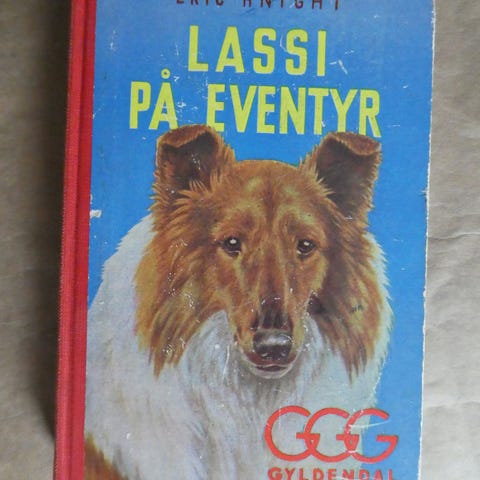 ERIC KNIGHT
LASSI
PÅ EVENTYR
GGG
GYLDENDAL